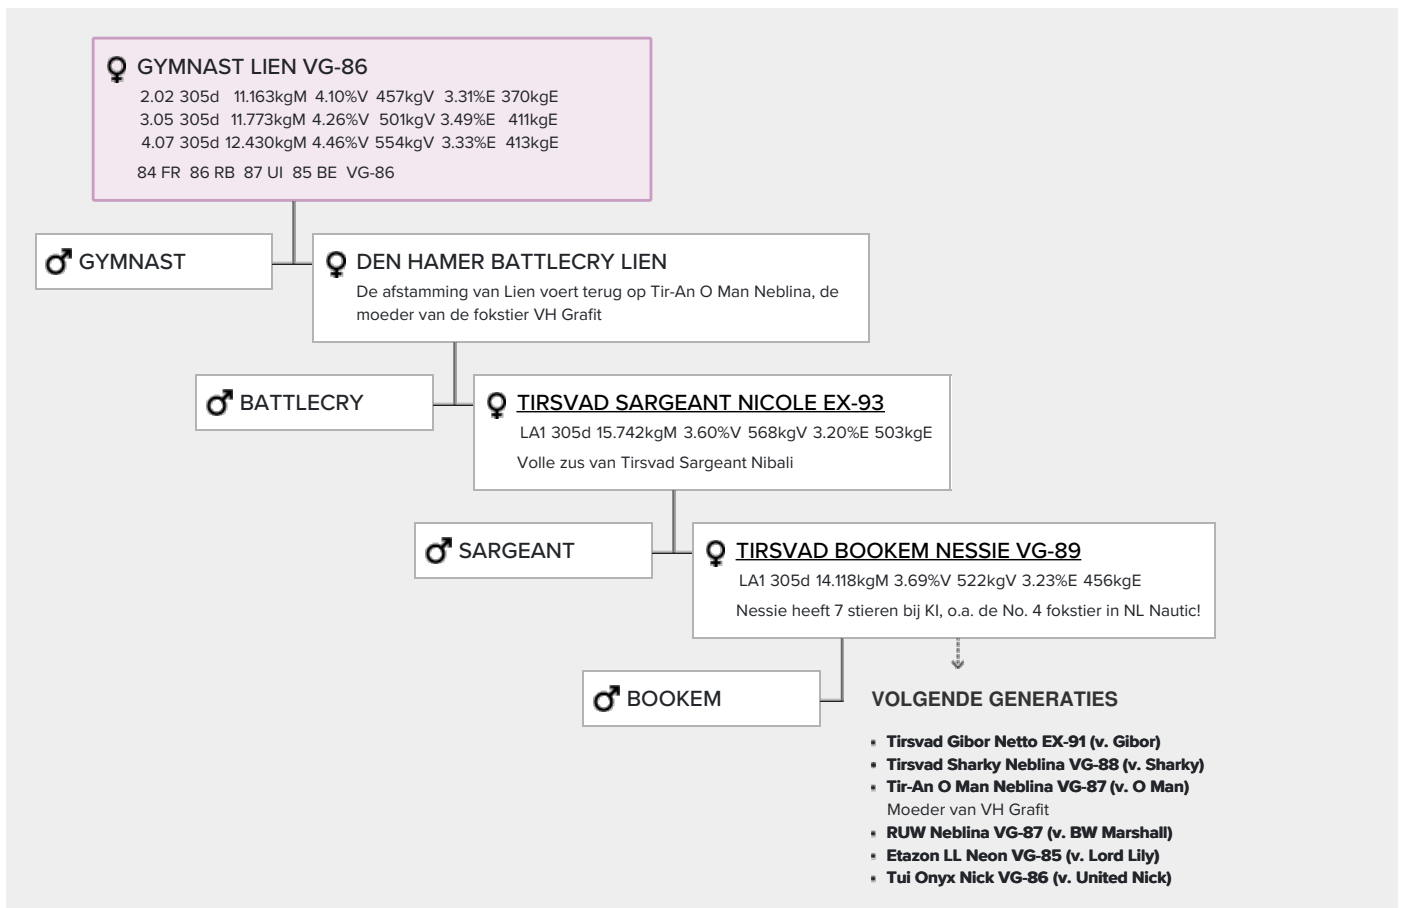 GYMNAST LIEN VG-86
2.02 305d 11.163kgM 4.10%V 457kgV 3.31%E 370kgE
3.05 305d 11.773kgM 4.26%V 501kgV 3.49%E 411kgE
4.07 305d 12.430kgM 4.46%V 554kgV 3.33%E 413kgE
84 FR 86 RB 87 UI 85 BE VG-86
GYMNAST
DEN HAMER BATTLECRY LIEN
De afstamming van Lien voert terug op Tir-An O Man Neblina, de
moeder van de fokstier VH Grafit
BATTLECRY
TIRSVAD SARGEANT NICOLE EX-93
LA1 305d 15.742kgM 3.60%V 568kgV 3.20%E 503kgE
Volle zus van Tirsvad Sargeant Nibali
SARGEANT
TIRSVAD BOOKEM NESSIE VG-89
LA1 305d 14.118kgM 3.69%V 522kgV 3.23%E 456kgE
Nessie heeft 7 stieren bij KI, o.a. de No. 4 fokstier in NL Nautic!
BOOKEM
VOLGENDE GENERATIES
Tirsvad Gibor Netto EX-91 (v. Gibor)
Tirsvad Sharky Neblina VG-88 (v. Sharky)
Tir-An O Man Neblina VG-87 (v. O Man)
Moeder van VH Grafit
RUW Neblina VG-87 (v. BW Marshall)
Etazon LL Neon VG-85 (v. Lord Lily)
Tui Onyx Nick VG-86 (v. United Nick)